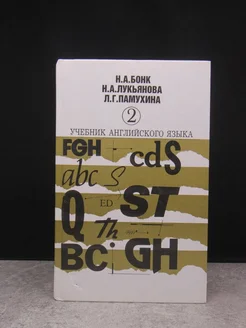 Н.А.БОНК
Н.А.ЛУКЬЯНОВА
Л.Г.ПАМУХИНА
2
УЧЕБНИК АНГЛИЙСКОГО ЯЗЫКА
FGH cdS
abc S
ED ST
Q Th
BC GH